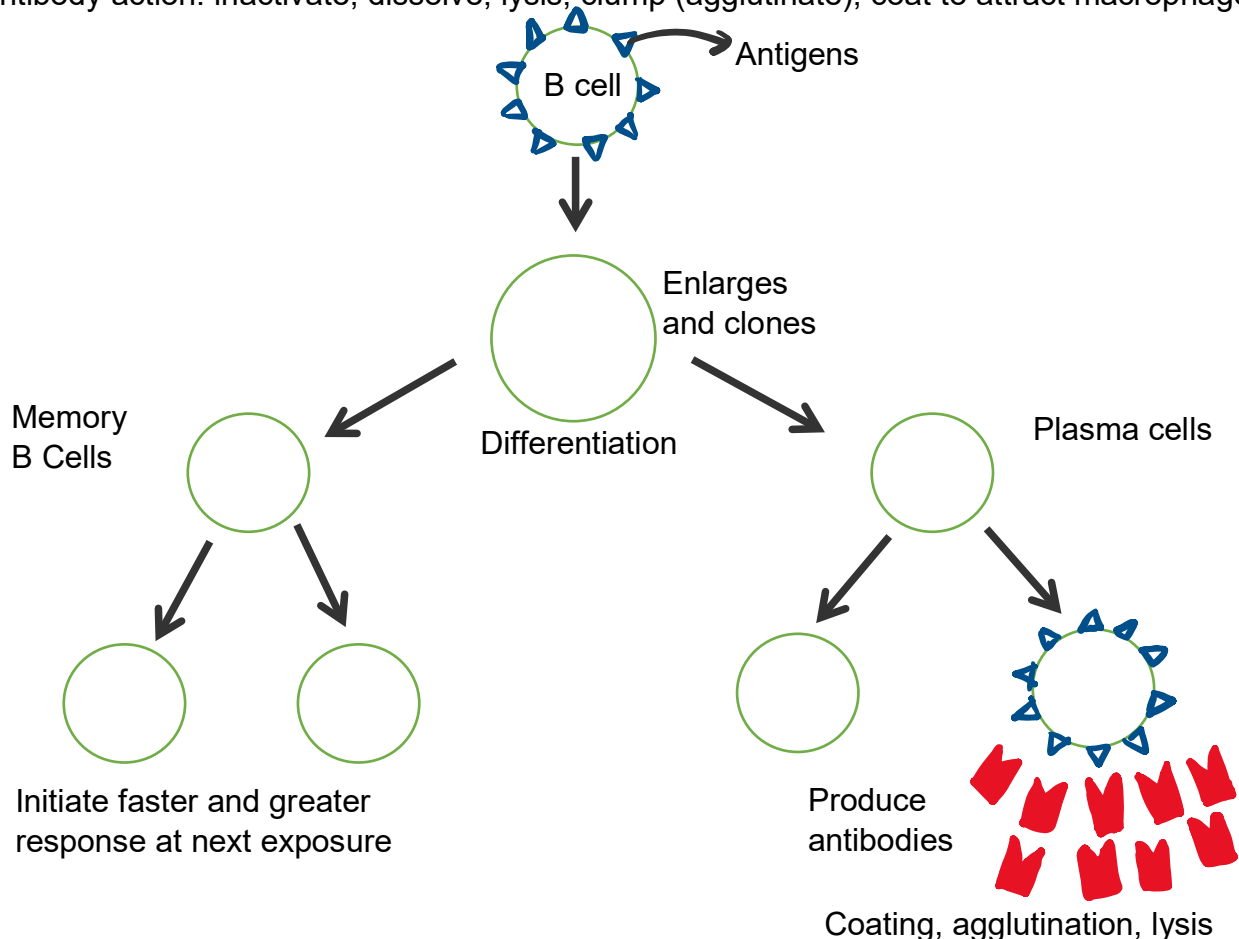 ntibody action: inactivate, dissolve, lysis, clump (agglutinate), coat to attract macrophage
Antigens
B cell
Enlarges
and clones
Differentiation
Memory
B Cells
Plasma cells
Initiate faster and greater
response at next exposure
Produce
antibodies
Coating, agglutination, lysis